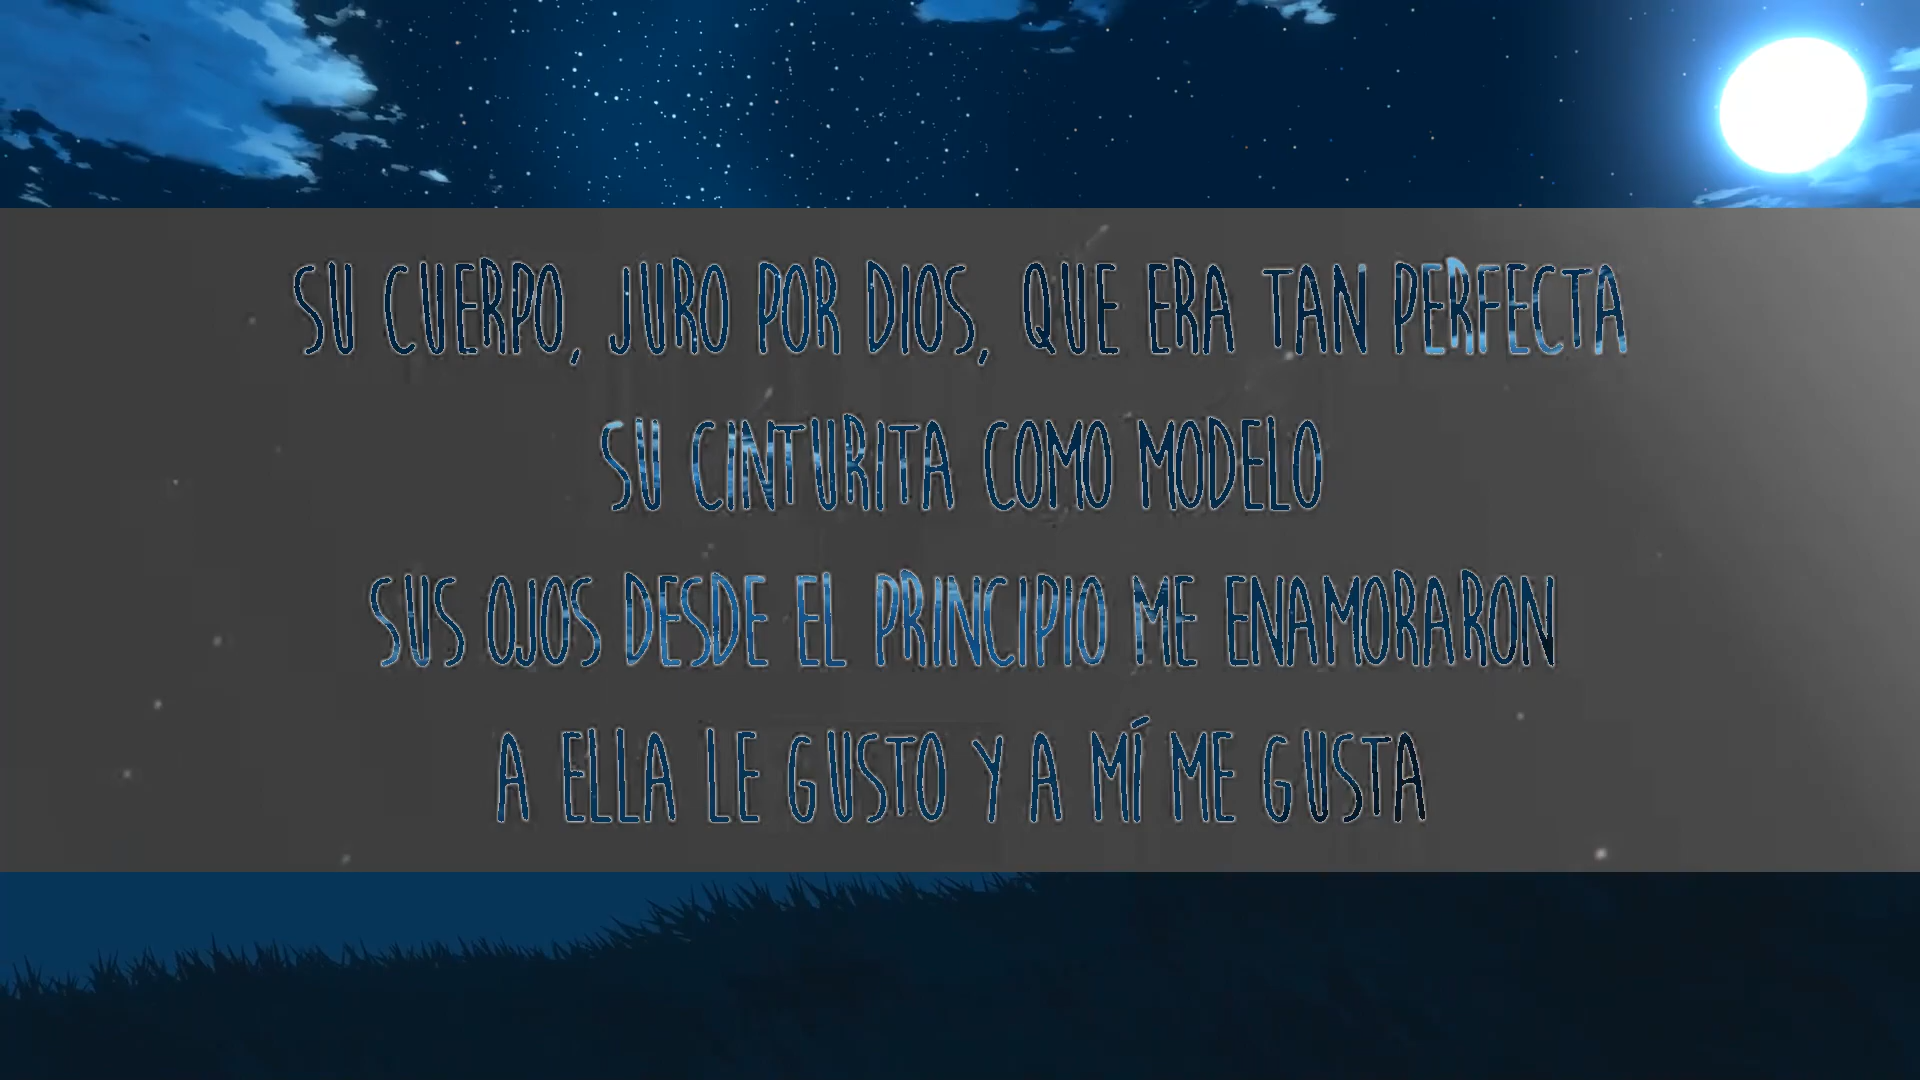 SU CUERPO, JURO POR DIOS, QUE ERA TAN PERFECTA
SU CINTURITA COMO MODELO
SUS OJOS DESDE EL PRINCIPIO ME ENAMORARON
A ELLA LE GUSTO Y A MÍ ME GUSTA